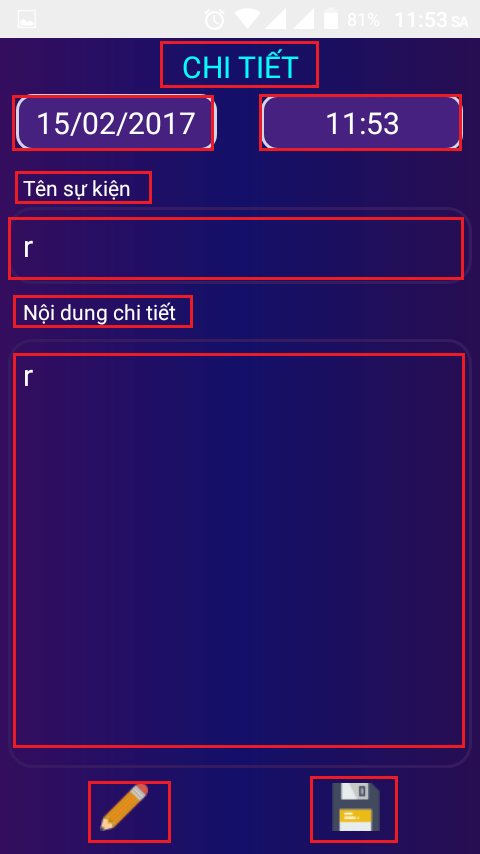 81% 11:53 SA
CHI TIẾT
15/02/2017 11:53
Tên sự kiện
r
Nội dung chi tiết
r